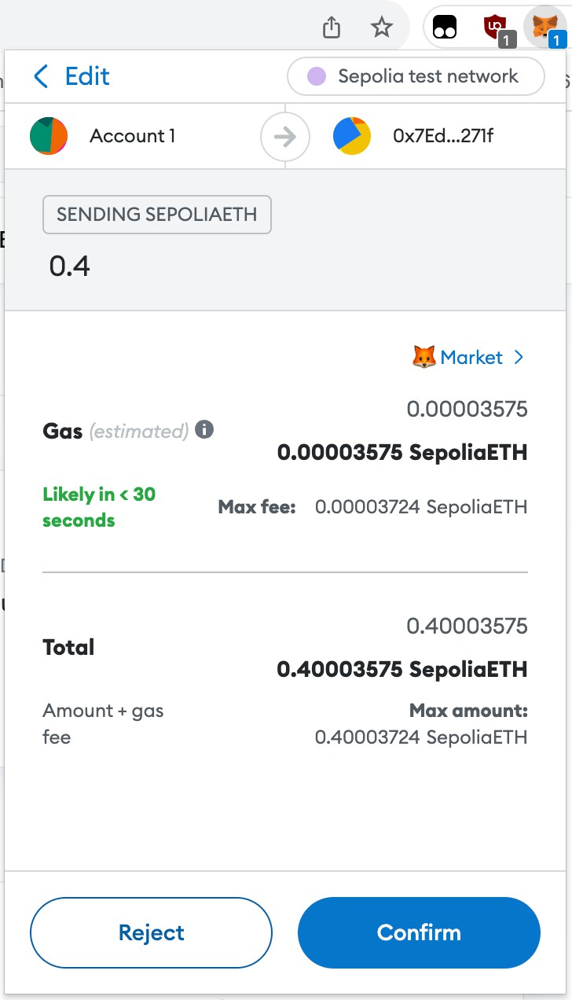 1
1
Edit
Sepolia test network
Account 1
0x7Ed...271f
SENDING SEPOLIAETH
0.4
Market
0.00003575
Gas (estimated)
0.00003575 SepoliaETH
Likely in < 30
seconds
Max fee: 0.00003724 SepoliaETH
0.40003575
Total
0.40003575 SepoliaETH
Amount + gas
fee
Max amount:
0.40003724 SepoliaETH
Reject
Confirm